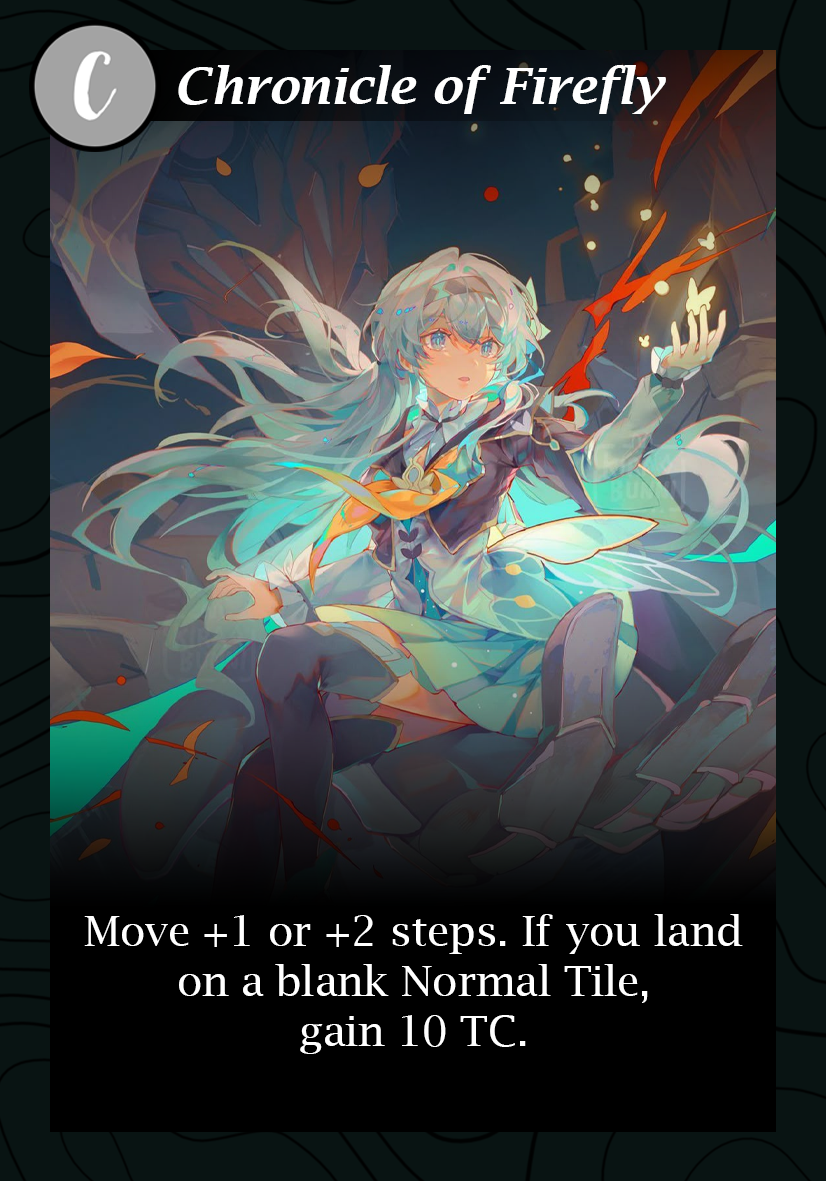 C
Chronicle of Firefly
Move +1 or +2 steps. If you land
on a blank Normal Tile,
gain 10 TC.